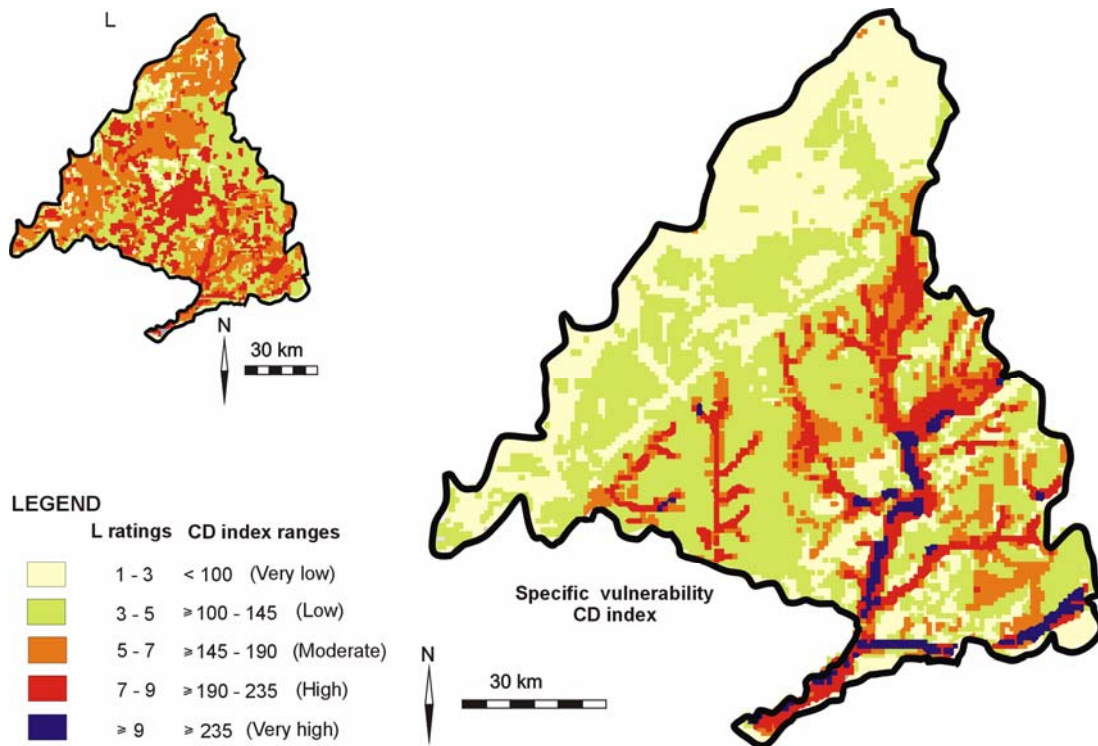 L
N
30 km
LEGEND
L ratings CD index ranges
1 - 3 < 100 (Very low)
3 - 5 ≥100 - 145 (Low)
5 - 7 ≥145 - 190 (Moderate)
7 - 9 ≥190 - 235 (High)
≥ 9 ≥ 235 (Very high)
Specific vulnerability
CD index
N
30 km